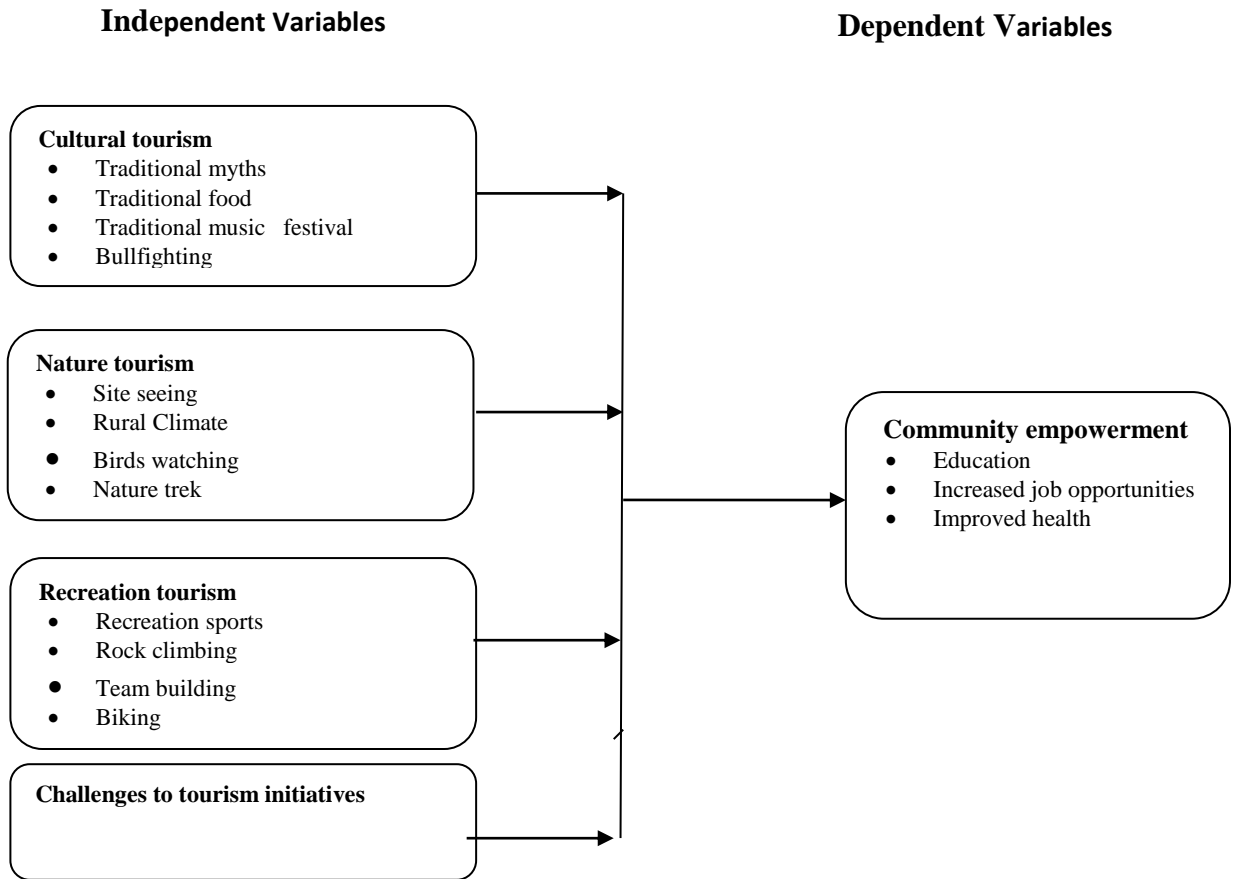 Independent Variables
Dependent Variables
Cultural tourism
• Traditional myths
• Traditional food
• Traditional music festival
• Bullfighting
Nature tourism
• Site seeing
• Rural Climate
• Birds watching
• Nature trek
Community empowerment
• Education
• Increased job opportunities
• Improved health
Recreation tourism
• Recreation sports
• Rock climbing
• Team building
• Biking
Challenges to tourism initiatives